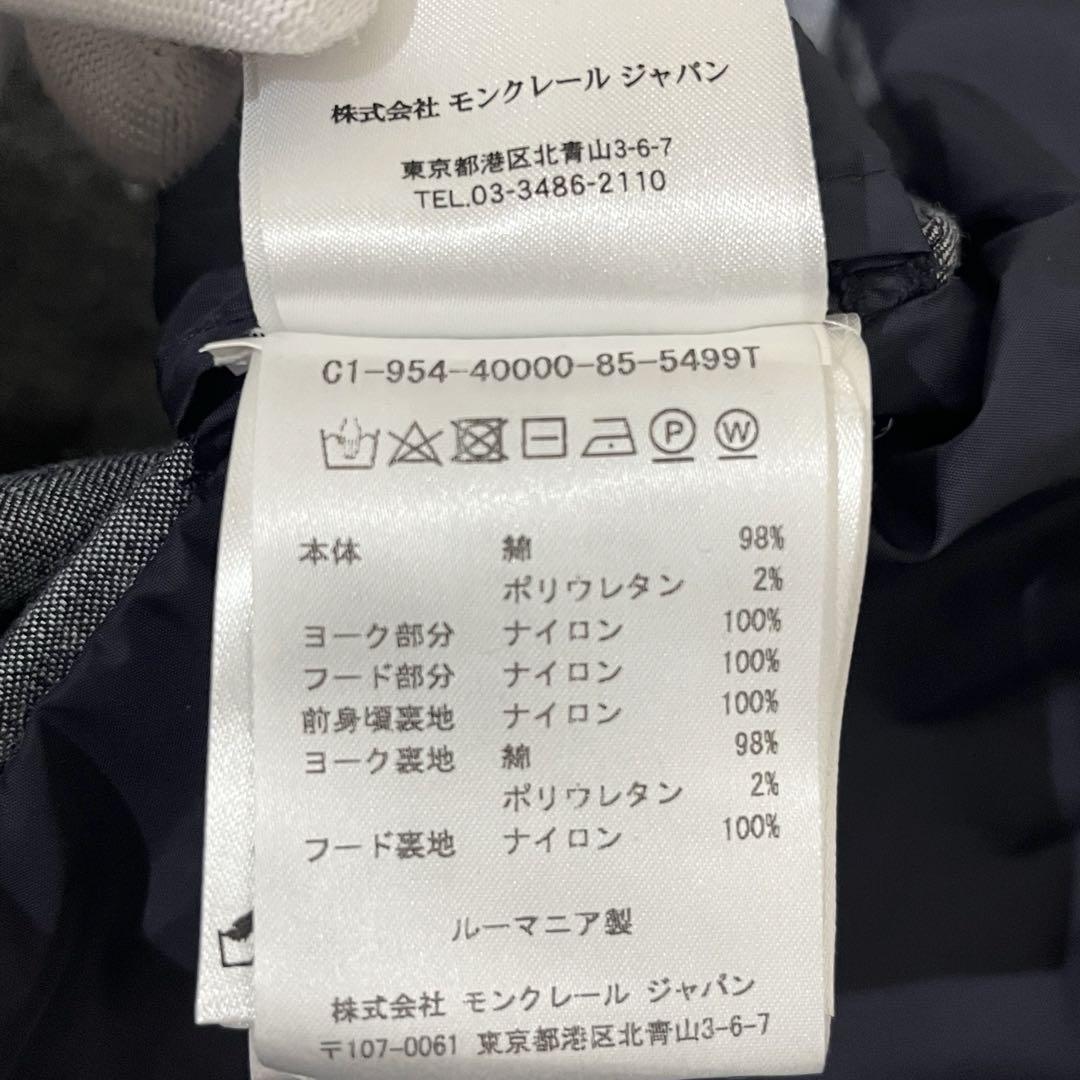 株式会社 モンクレール ジャパン
東京都港区北青山3-6-7
TEL.03-3486-2110
C1-954-40000-85-5499T
P W
本体 綿 98%
ポリウレタン 2%
ヨーク部分 ナイロン 100%
フード部分 ナイロン 100%
前身頃裏地 ナイロン 100%
ヨーク裏地 綿 98%
ポリウレタン 2%
フード裏地 ナイロン 100%
ルーマニア製
株式会社 モンクレール ジャパン
〒107-0061 東京都港区北青山3-6-7